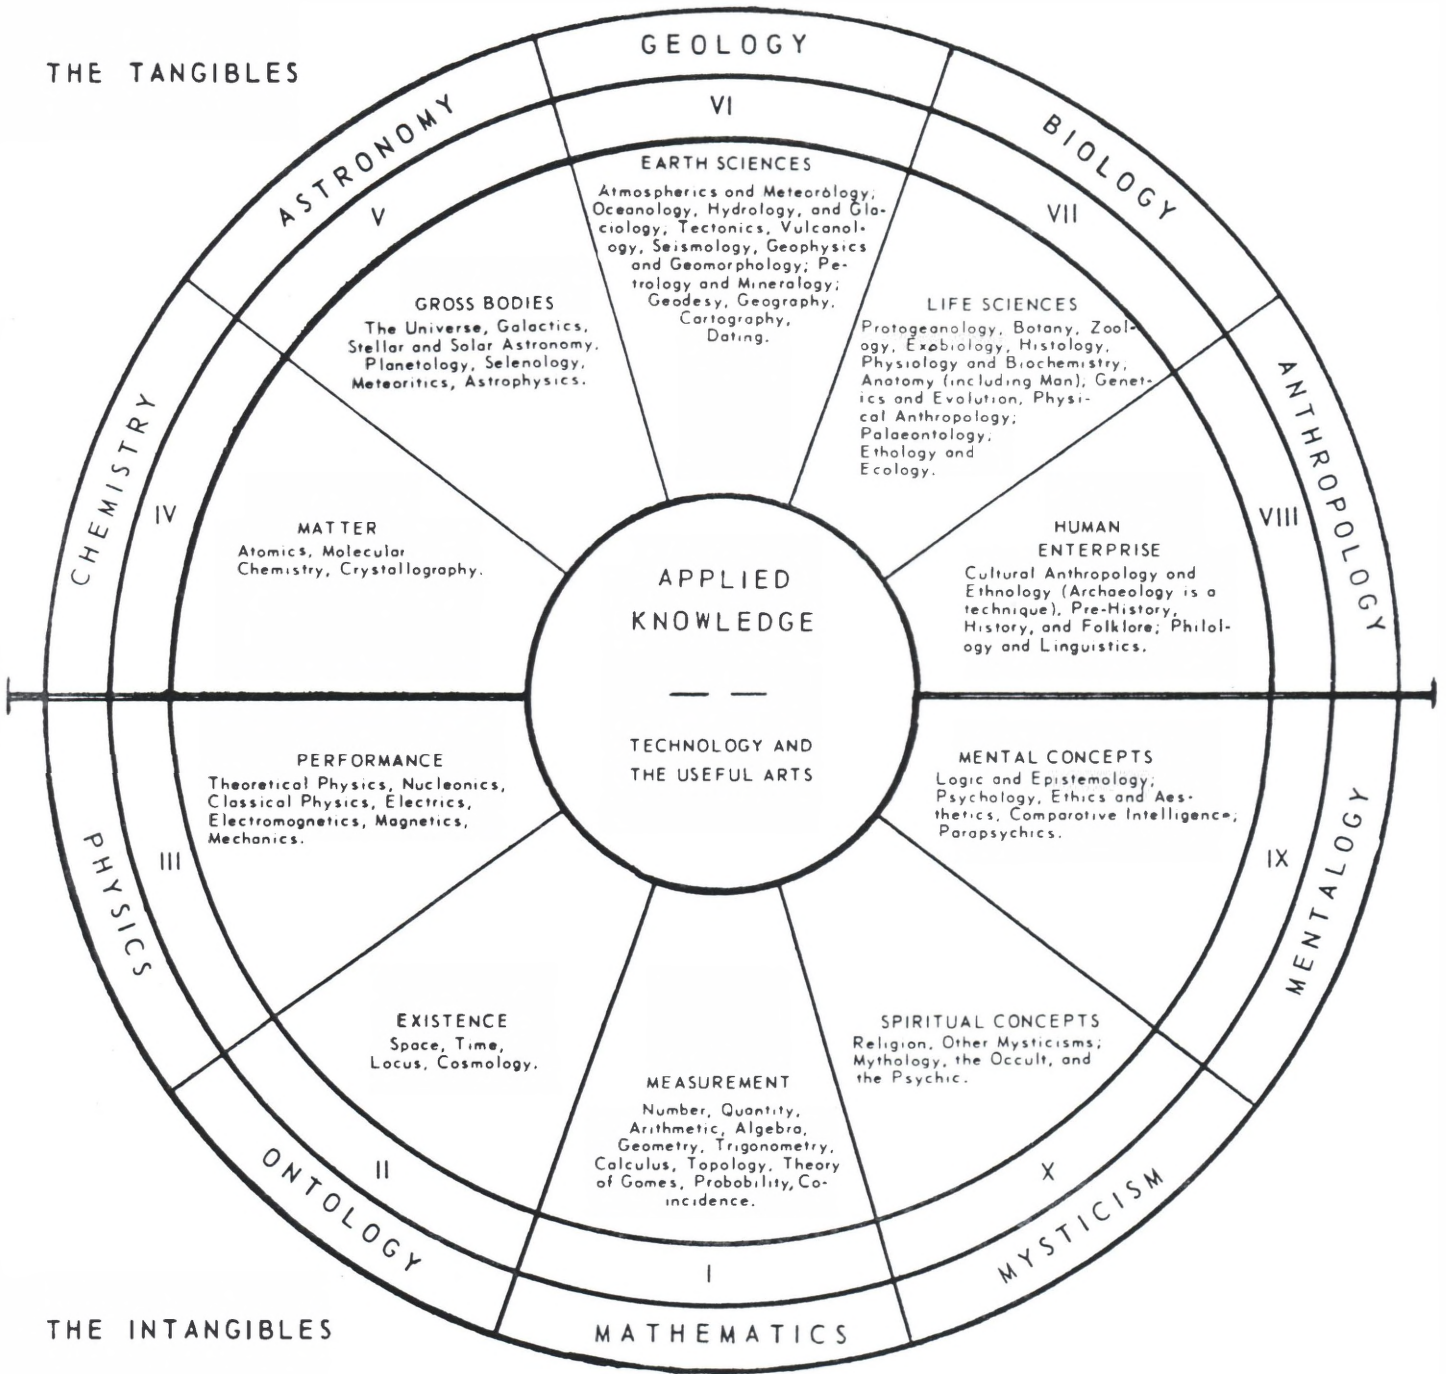 THE TANGIBLES
GEOLOGY
VI
EARTH SCIENCES
Atmospherics and Meteorology;
Oceanology, Hydrology, and Gla-
ciology; Tectonics, Vulcanol-
ogy, Seismology, Geophysics
and Geomorphology; Pe-
trology and Mineralogy;
Geodesy, Geography,
Cartography,
Dating.
ASTRONOMY
V
GROSS BODIES
The Universe, Galactics,
Stellar and Solar Astronomy,
Planetology, Selenology,
Meteoritics, Astrophysics.
BIOLOGY
VII
LIFE SCIENCES
Protogeanology, Botany, Zool-
ogy, Exobiology, Histology,
Physiology and Biochemistry,
Anatomy (including Man), Genet-
ics and Evolution, Physi-
cal Anthropology;
Palaeontology,
Ethology and
Ecology.
CHEMISTRY
IV
MATTER
Atomics, Molecular
Chemistry, Crystallography.
ANTHROPOLOGY
VIII
HUMAN
ENTERPRISE
Cultural Anthropology and
Ethnology (Archaeology is a
technique), Pre-History,
History, and Folklore; Philol-
ogy and Linguistics.
APPLIED
KNOWLEDGE
— —
TECHNOLOGY AND
THE USEFUL ARTS
PHYSICS
III
PERFORMANCE
Theoretical Physics, Nucleonics,
Classical Physics, Electrics,
Electromagnetics, Magnetics,
Mechanics.
MENTALOGY
IX
MENTAL CONCEPTS
Logic and Epistemology;
Psychology, Ethics and Aes-
thetics, Comparative Intelligence;
Parapsychics.
ONTOLOGY
II
EXISTENCE
Space, Time,
Locus, Cosmology.
MYSTICISM
X
SPIRITUAL CONCEPTS
Religion, Other Mysticisms;
Mythology, the Occult, and
the Psychic.
MEASUREMENT
Number, Quantity,
Arithmetic, Algebra,
Geometry, Trigonometry,
Calculus, Topology, Theory
of Games, Probability, Co-
incidence.
I
MATHEMATICS
THE INTANGIBLES